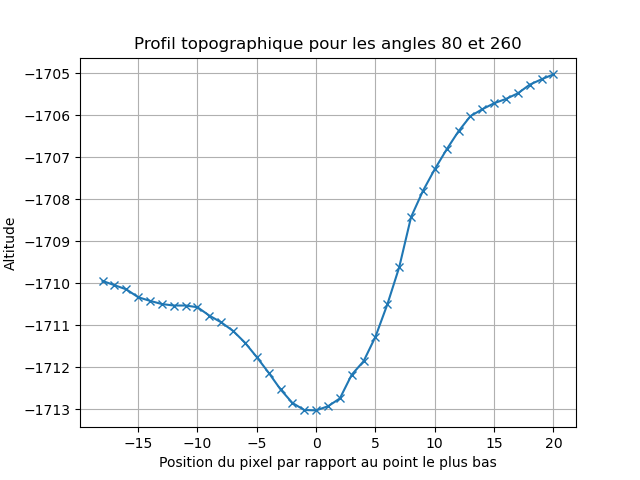 Profil topographique pour les angles 80 et 260
Altitude
−1705
−1706
−1707
−1708
−1709
−1710
−1711
−1712
−1713
−15 −10 −5 0 5 10 15 20
Position du pixel par rapport au point le plus bas